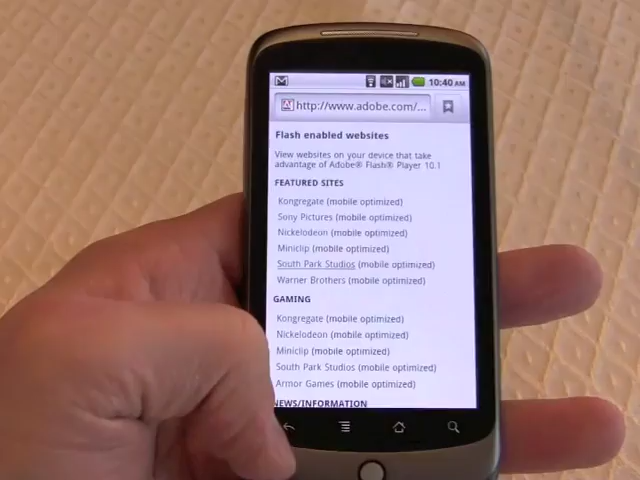 10:40 AM
http://www.adobe.com/...
Flash enabled websites
View websites on your device that take
advantage of Adobe® Flash® Player 10.1
FEATURED SITES
Kongregate (mobile optimized)
Sony Pictures (mobile optimized)
Nickelodeon (mobile optimized)
Miniclip (mobile optimized)
South Park Studios (mobile optimized)
Warner Brothers (mobile optimized)
GAMING
Kongregate (mobile optimized)
Nickelodeon (mobile optimized)
Miniclip (mobile optimized)
South Park Studios (mobile optimized)
Armor Games (mobile optimized)
NEWS/INFORMATION